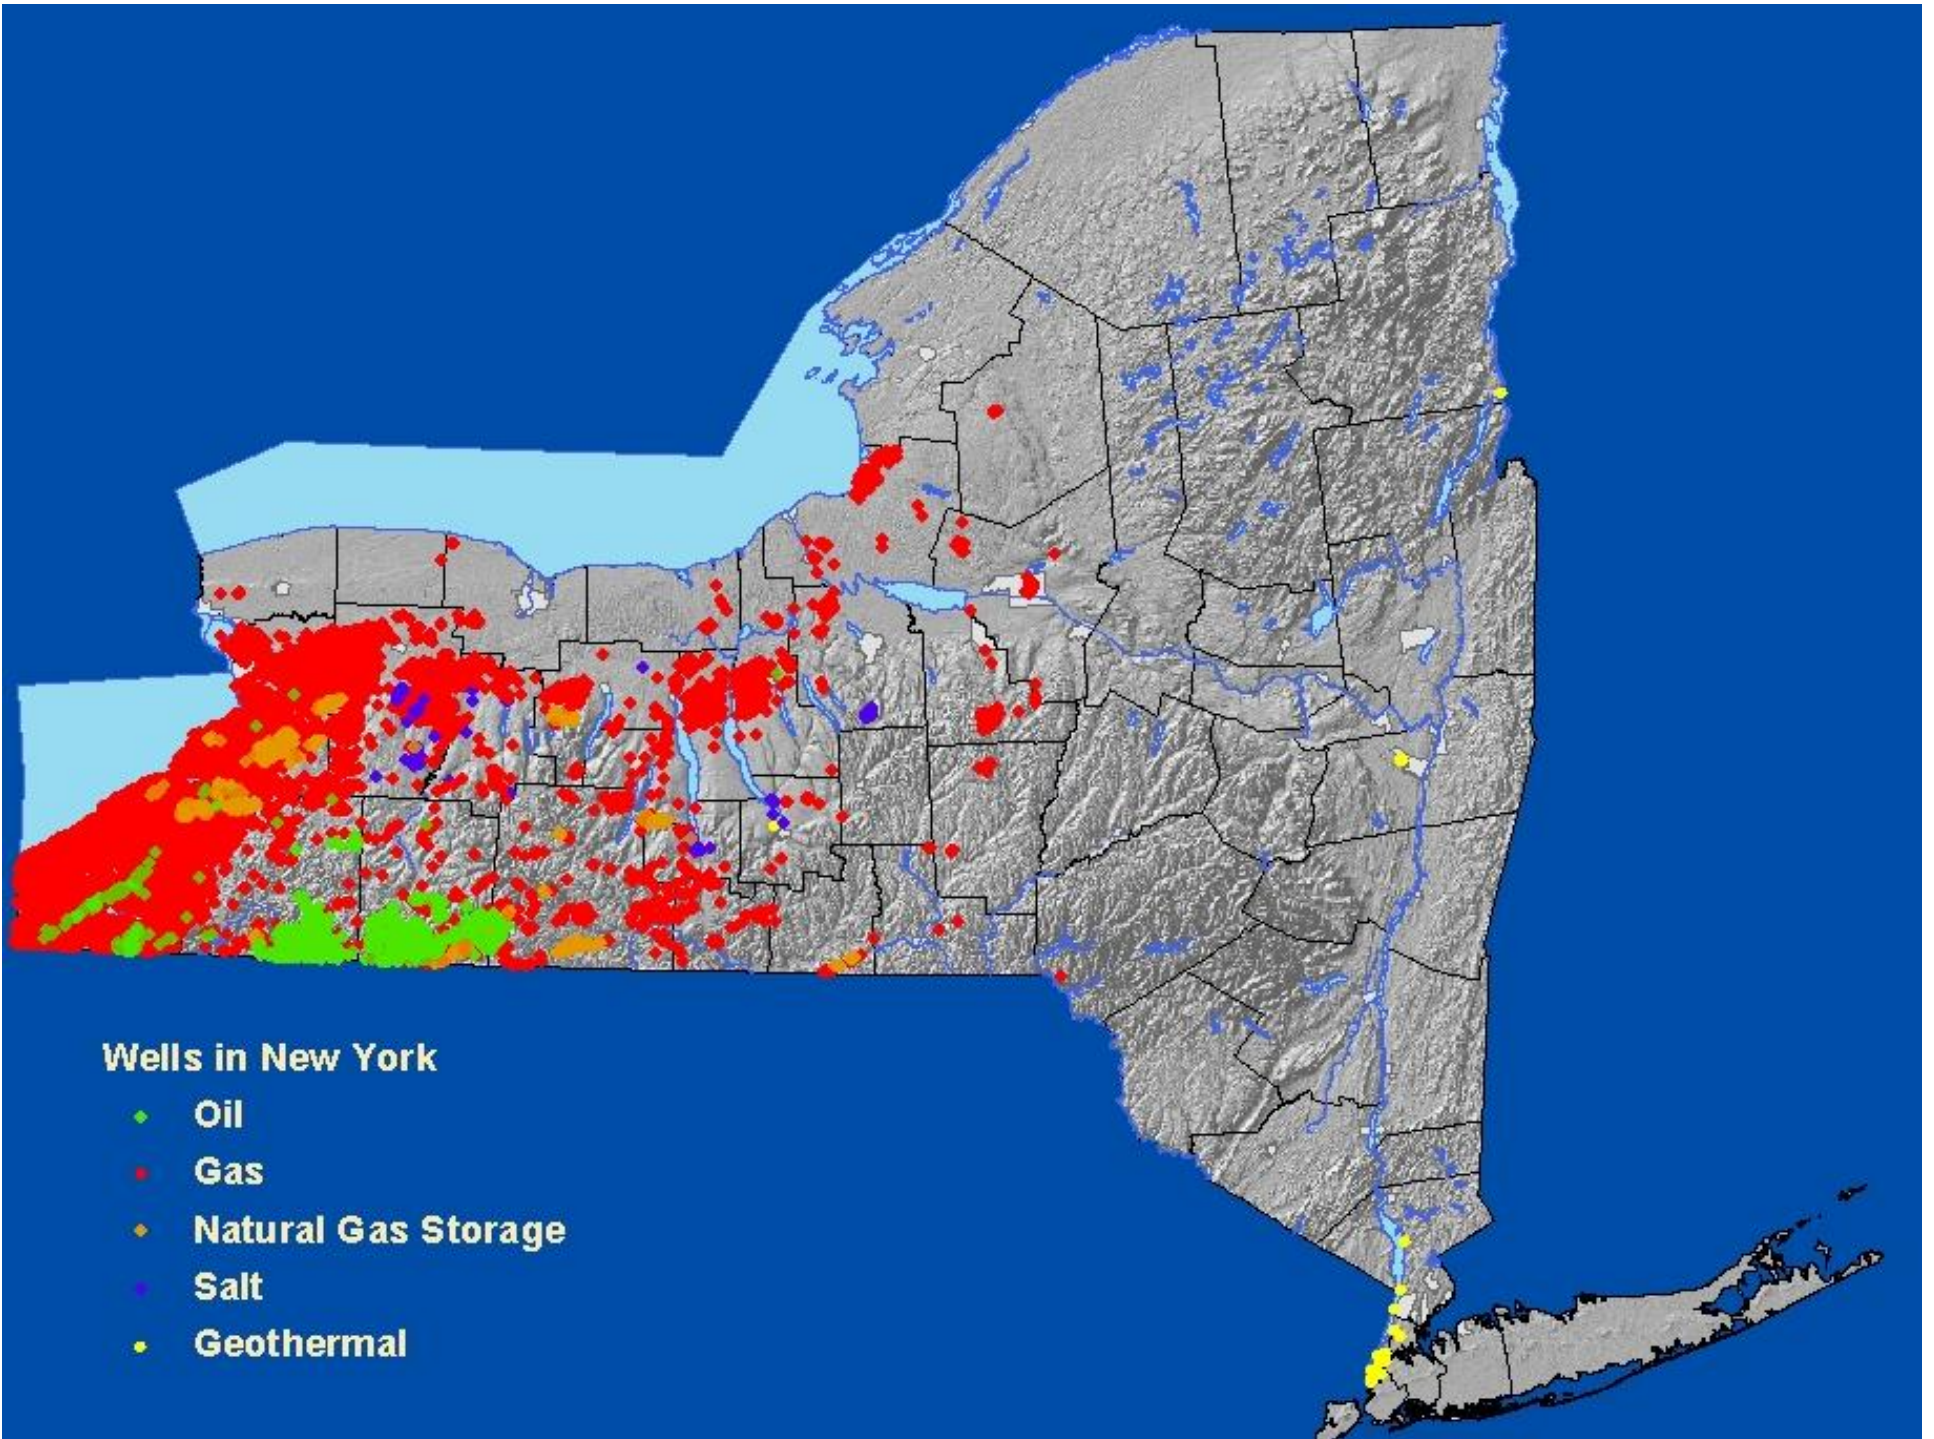 Wells in New York
Oil
Gas
Natural Gas Storage
Salt
Geothermal